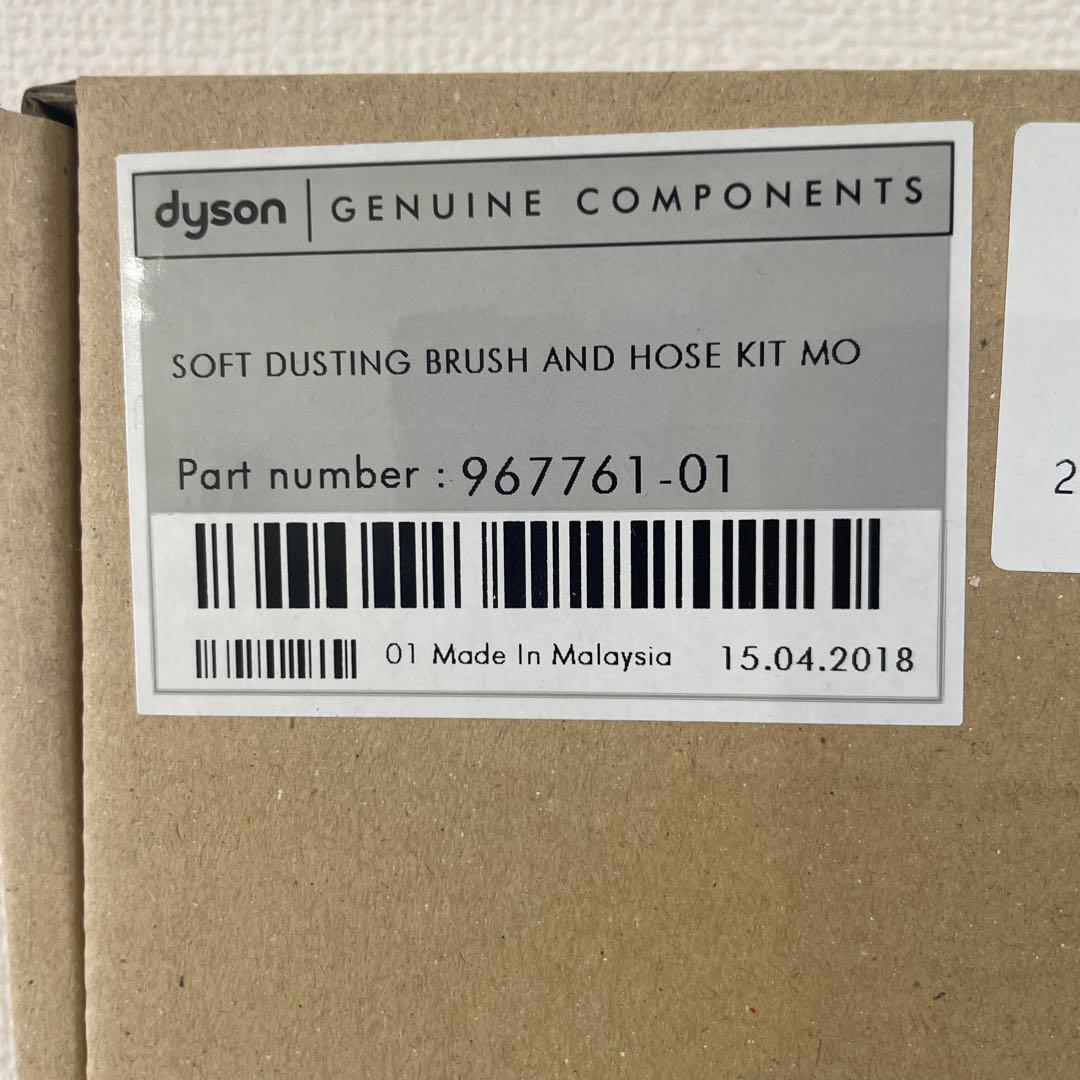 dyson | GENUINE COMPONENTS
SOFT DUSTING BRUSH AND HOSE KIT MO
Part number : 967761-01
01 Made In Malaysia 15.04.2018
2